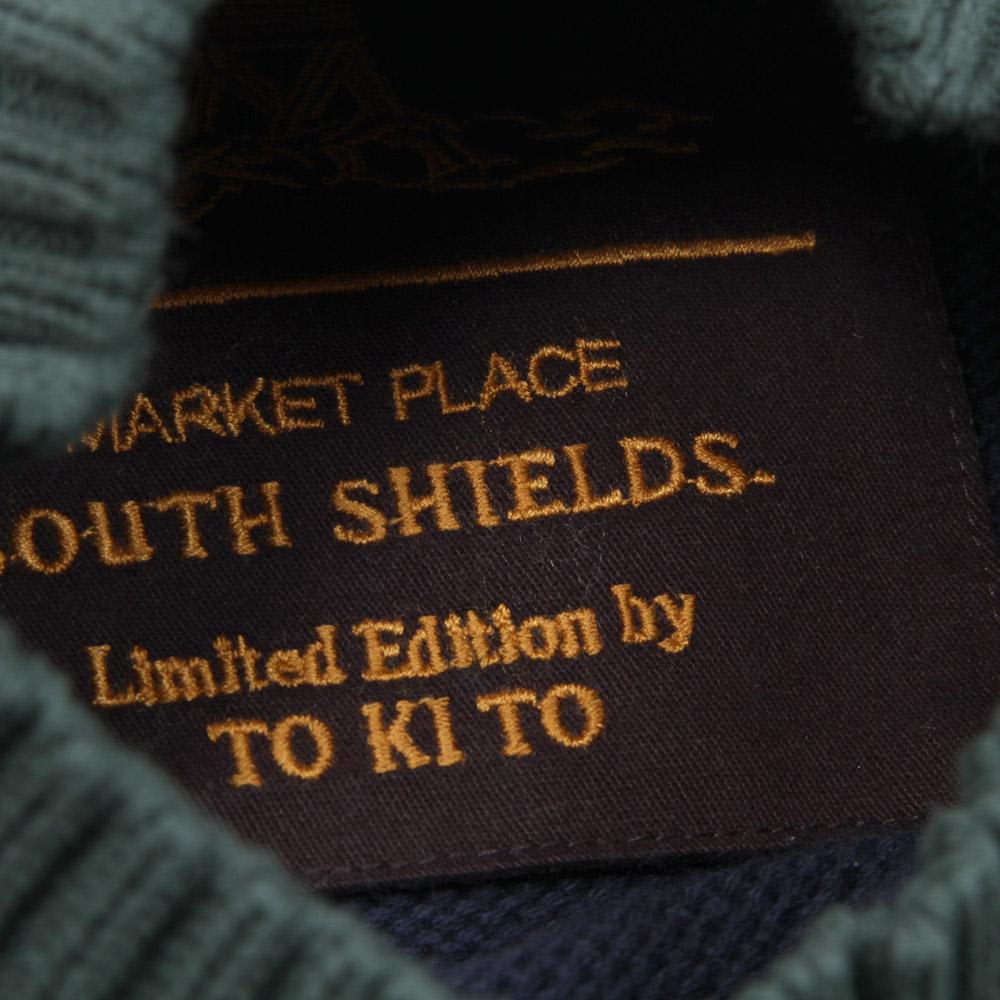 MARKET PLACE
SOUTH SHIELDS.
Limited Edition by
TO KI TO